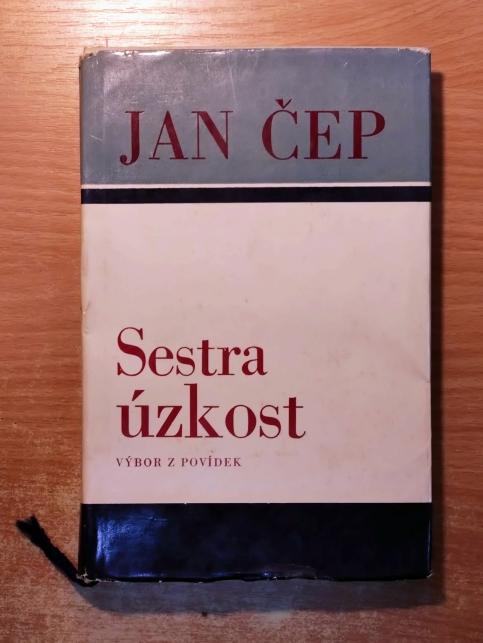 JAN ČEP
Sestra
úzkost
VÝBOR Z POVÍDEK